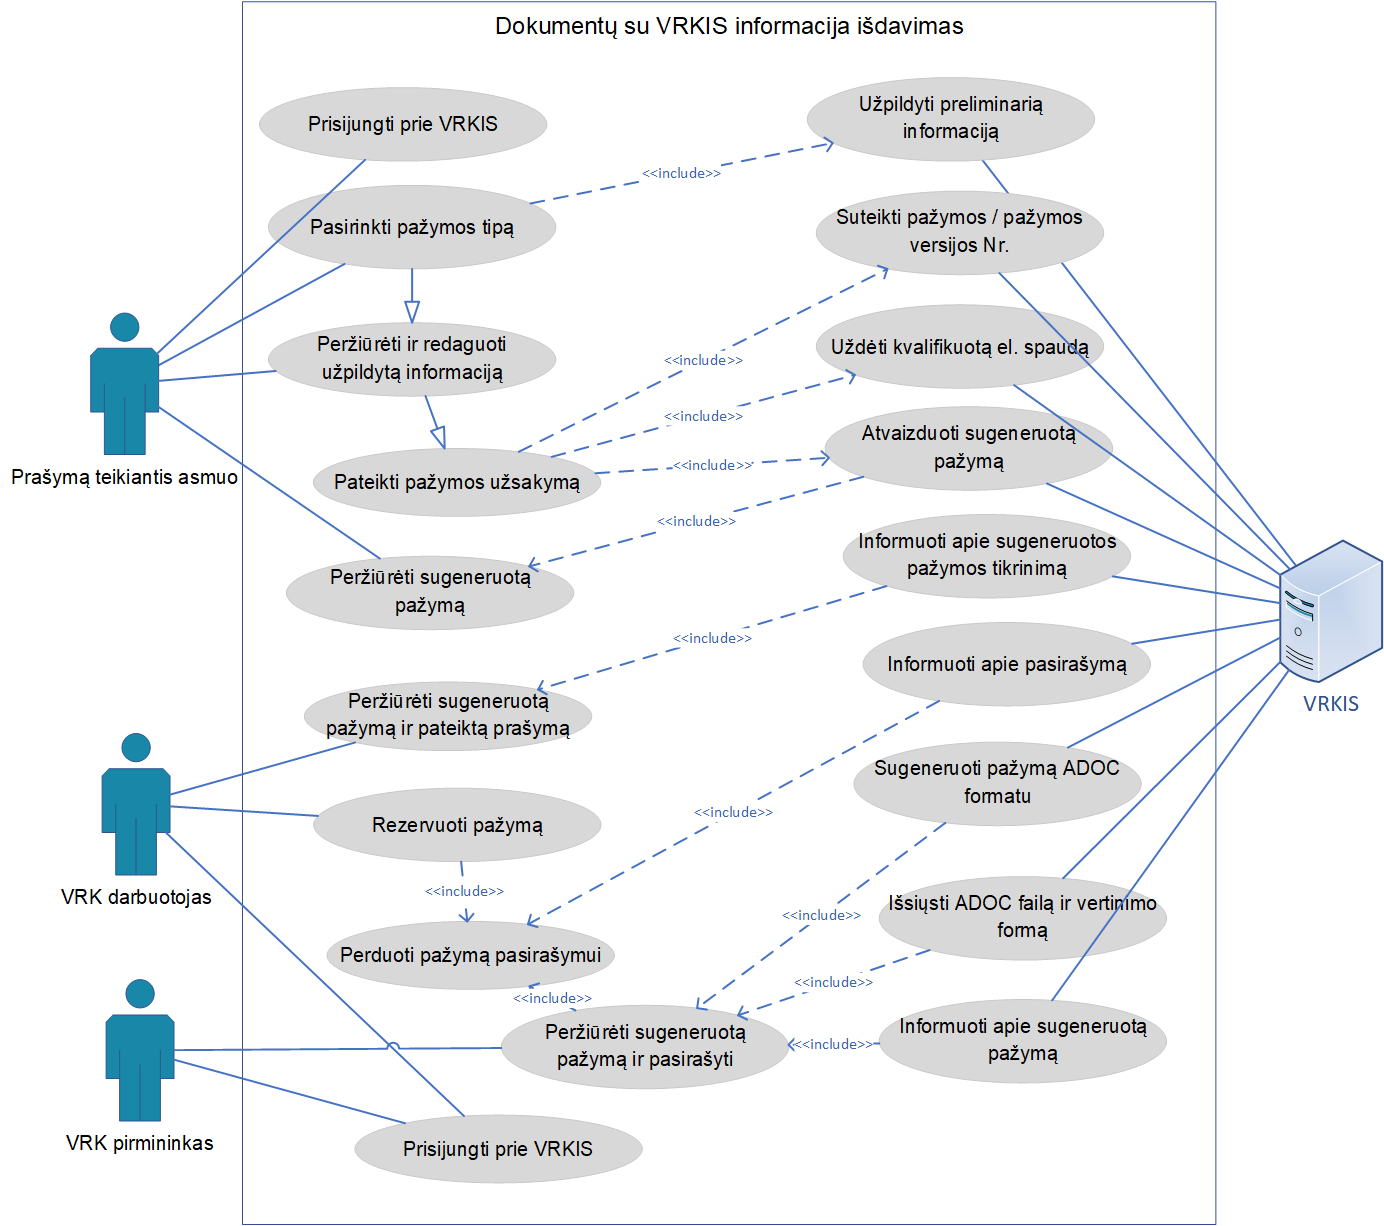 Dokumentų su VRKIS informacija išdavimas
Prisijungti prie VRKIS
Užpildyti preliminarią
informaciją
<<include>>
Pasirinkti pažymos tipą
Suteikti pažymos / pažymos
versijos Nr.
Peržiūrėti ir redaguoti
užpildytą informaciją
<<include>>
Uždėti kvalifikuotą el. spaudą
<<include>>
Atvaizduoti sugeneruotą
pažymą
<<include>>
Pateikti pažymos užsakymą
Prašymą teikiantis asmuo
<<include>>
Informuoti apie sugeneruotos
pažymos tikrinimą
Peržiūrėti sugeneruotą
pažymą
<<include>>
Informuoti apie pasirašymą
Peržiūrėti sugeneruotą
pažymą ir pateiktą prašymą
VRKIS
Sugeneruoti pažymą ADOC
formatu
<<include>>
Rezervuoti pažymą
<<include>>
VRK darbuotojas
<<include>>
Išsiųsti ADOC failą ir vertinimo
formą
Perduoti pažymą pasirašymui
<<include>>
<<include>>
Peržiūrėti sugeneruotą
pažymą ir pasirašyti
<<include>>
Informuoti apie sugeneruotą
pažymą
VRK pirmininkas
Prisijungti prie VRKIS